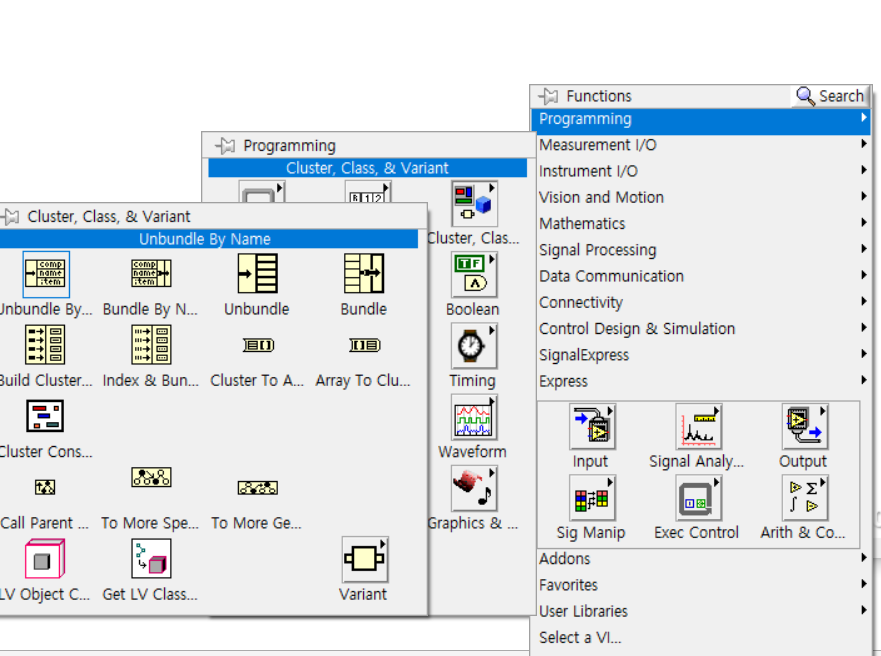 Functions
Search
Programming
Measurement I/O
Instrument I/O
Vision and Motion
Mathematics
Signal Processing
Data Communication
Connectivity
Control Design & Simulation
SignalExpress
Express
Input
Signal Analy...
Output
Sig Manip
Exec Control
Arith & Co...
Addons
Favorites
User Libraries
Select a VI...
Programming
Cluster, Class, & Variant
Cluster, Clas...
TF
Boolean
Timing
Waveform
Graphics & ...
Cluster, Class, & Variant
Unbundle By Name
comp
name
item
comp
name
item
Unbundle By...
Bundle By N...
Unbundle
Bundle
Build Cluster...
Index & Bun...
Cluster To A...
Array To Clu...
Cluster Cons...
Call Parent ...
To More Spe...
To More Ge...
LV Object C...
Get LV Class...
Variant